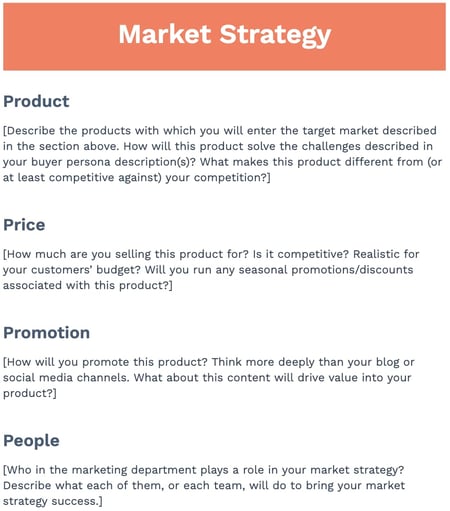 Market Strategy
Product
[Describe the products with which you will enter the target market described
in the section above. How will this product solve the challenges described in
your buyer persona description(s)? What makes this product different from (or
at least competitive against) your competition?]
Price
[How much are you selling this product for? Is it competitive? Realistic for
your customers’ budget? Will you run any seasonal promotions/discounts
associated with this product?]
Promotion
[How will you promote this product? Think more deeply than your blog or
social media channels. What about this content will drive value into your
product?]
People
[Who in the marketing department plays a role in your market strategy?
Describe what each of them, or each team, will do to bring your market
strategy success.]